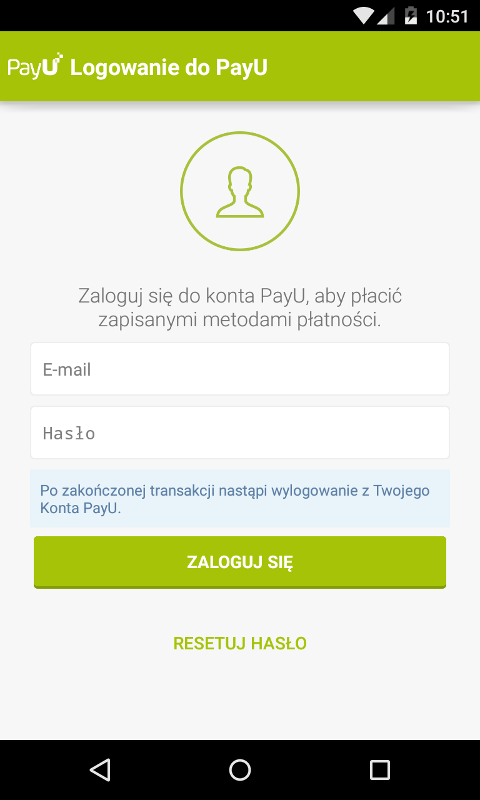 10:51
PayU Logowanie do PayU
Zaloguj się do konta PayU, aby płacić
zapisanymi metodami płatności.
E-mail
Hasło
Po zakończonej transakcji nastąpi wylogowanie z Twojego
Konta PayU.
ZALOGUJ SIĘ
RESETUJ HASŁO